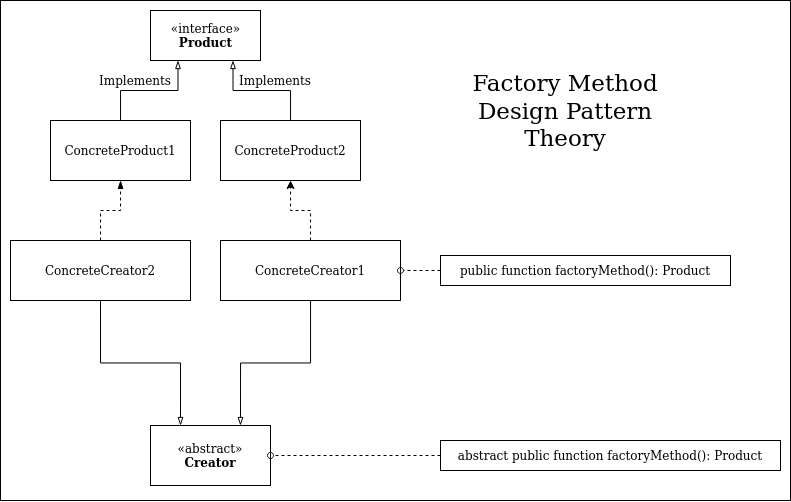 «interface»
Product
Implements
Implements
Factory Method
Design Pattern
Theory
ConcreteProduct1
ConcreteProduct2
ConcreteCreator2
ConcreteCreator1
public function factoryMethod(): Product
«abstract»
Creator
abstract public function factoryMethod(): Product